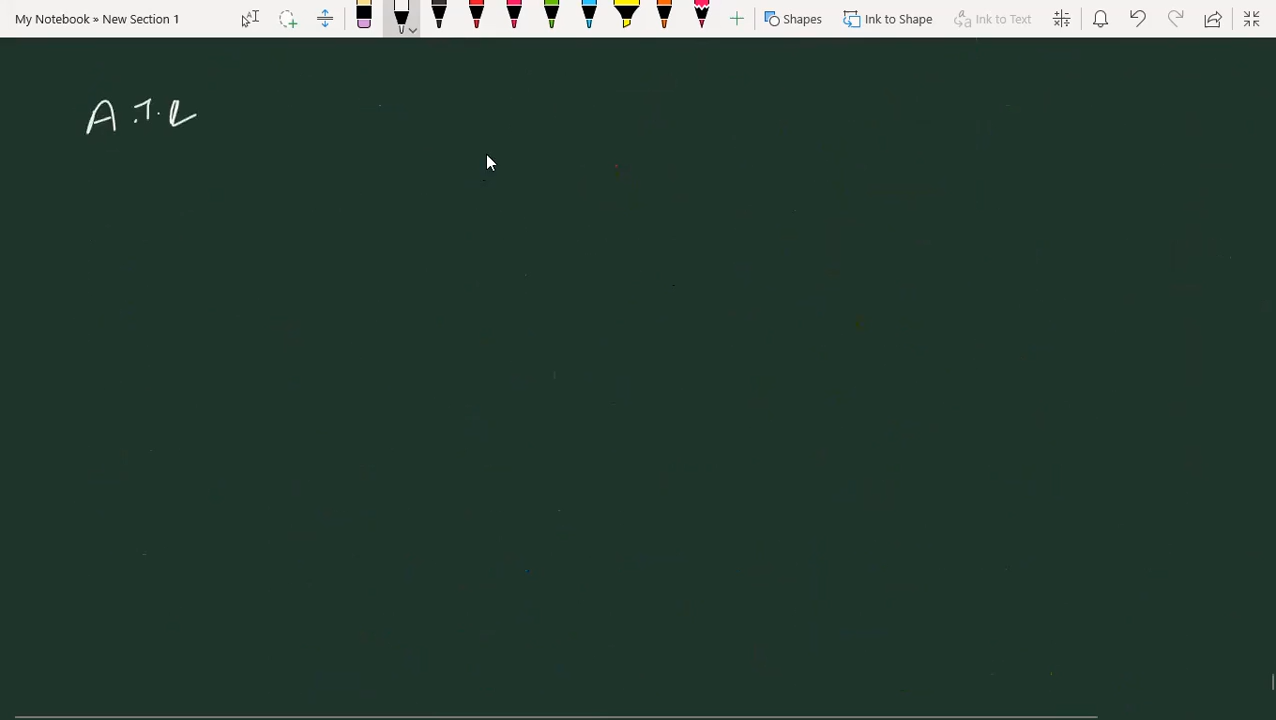 My Notebook » New Section 1
Shapes
Ink to Shape
Ink to Text
A.T.L